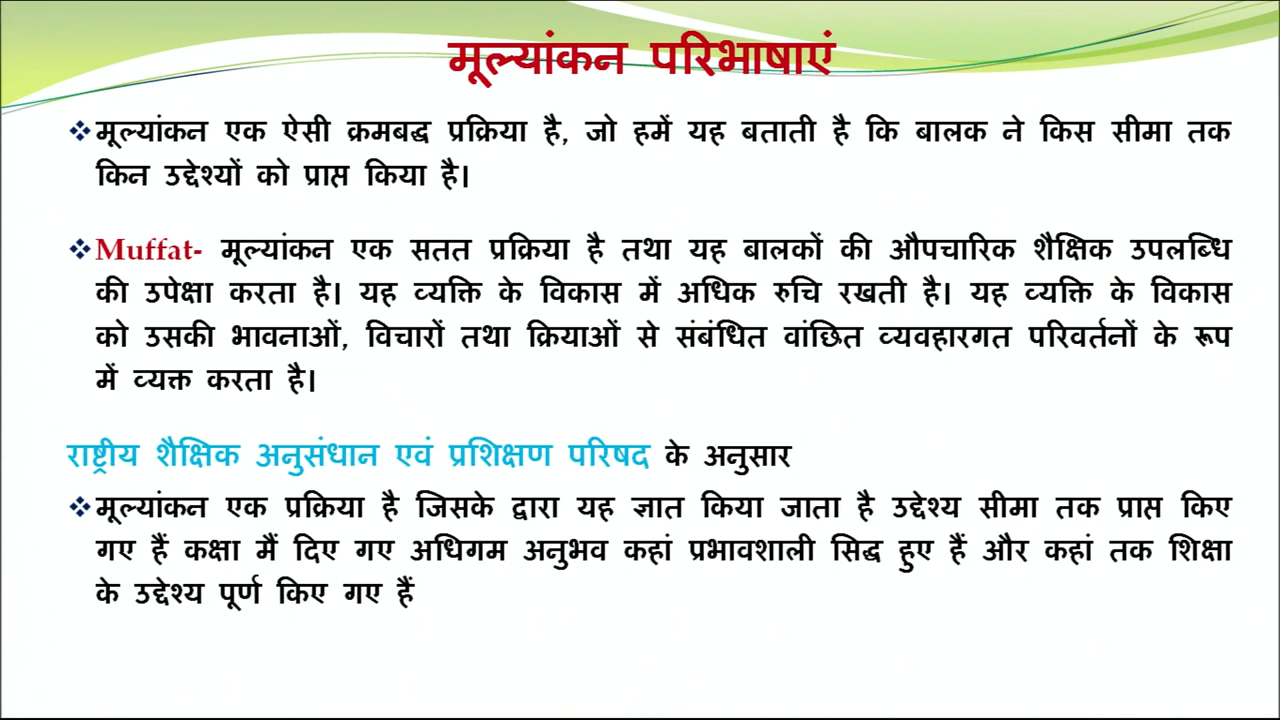 मूल्यांकन परिभाषाएं
❖मूल्यांकन एक ऐसी क्रमबद्ध प्रक्रिया है, जो हमें यह बताती है कि बालक ने किस सीमा तक
किन उद्देश्यों को प्राप्त किया है।
❖Muffat- मूल्यांकन एक सतत प्रक्रिया है तथा यह बालकों की औपचारिक शैक्षिक उपलब्धि
की उपेक्षा करता है। यह व्यक्ति के विकास में अधिक रुचि रखती है। यह व्यक्ति के विकास
को उसकी भावनाओं, विचारों तथा क्रियाओं से संबंधित वांछित व्यवहारगत परिवर्तनों के रूप
में व्यक्त करता है।
राष्ट्रीय शैक्षिक अनुसंधान एवं प्रशिक्षण परिषद के अनुसार
❖मूल्यांकन एक प्रक्रिया है जिसके द्वारा यह ज्ञात किया जाता है उद्देश्य सीमा तक प्राप्त किए
गए हैं कक्षा मैं दिए गए अधिगम अनुभव कहां प्रभावशाली सिद्ध हुए हैं और कहां तक शिक्षा
के उद्देश्य पूर्ण किए गए हैं